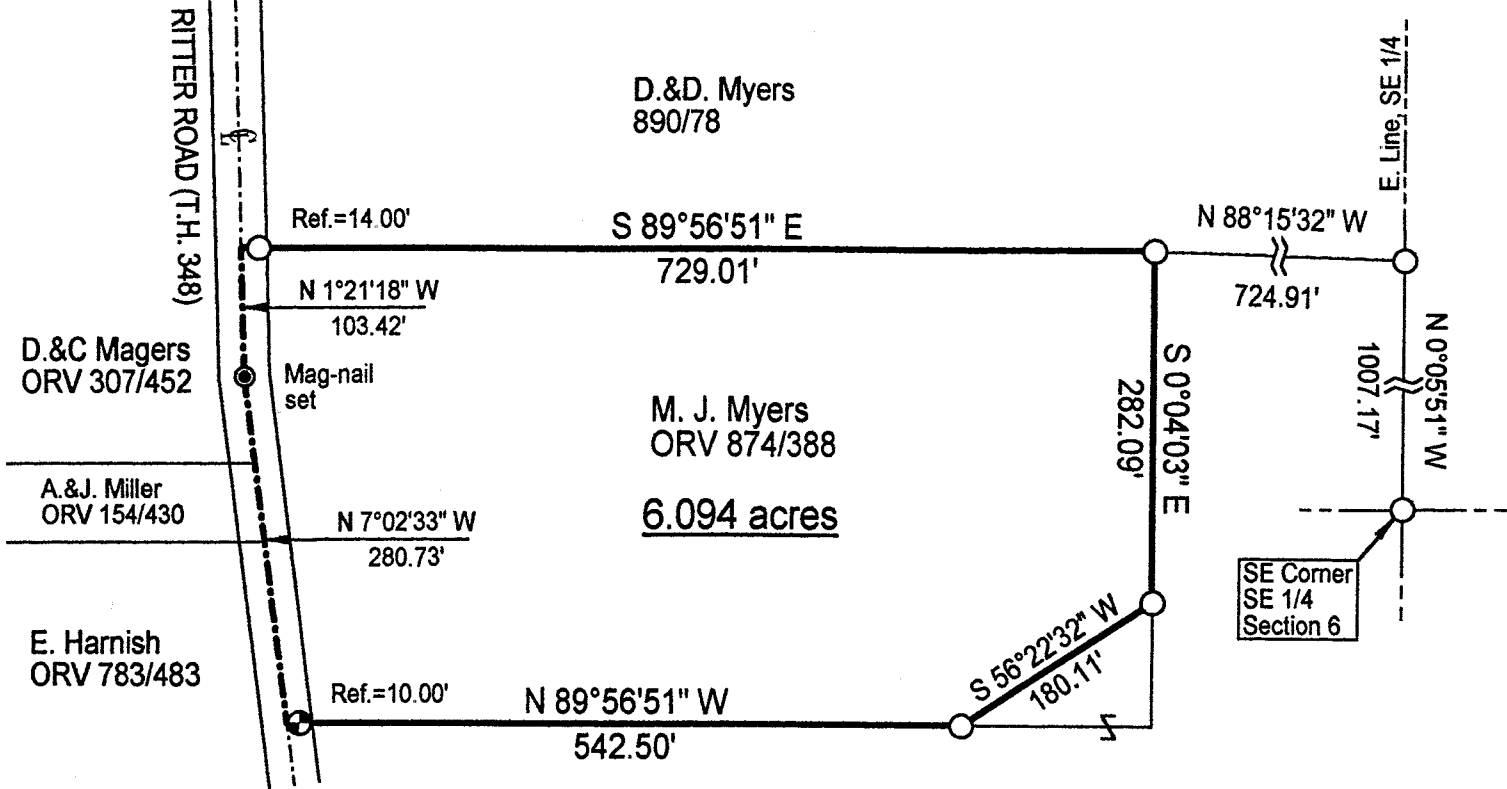 RITTER ROAD (T.H. 348)
D.&D. Myers
890/78
E. Line, SE 1/4
Ref.=14.00'
S 89°56'51" E
729.01'
N 88°15'32" W
724.91'
N 1°21'18" W
103.42'
D.&C Magers
ORV 307/452
Mag-nail
set
M. J. Myers
ORV 874/388
6.094 acres
S 0°04'03" E
282.09'
N 0°05'51" W
1007.17'
A.&J. Miller
ORV 154/430
N 7°02'33" W
280.73'
SE Corner
SE 1/4
Section 6
E. Harnish
ORV 783/483
Ref.=10.00'
N 89°56'51" W
542.50'
S 56°22'32" W
180.11'